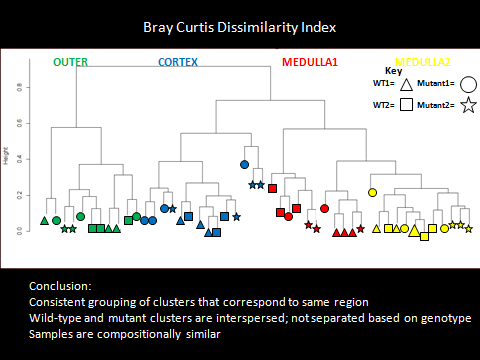 Bray Curtis Dissimilarity Index
OUTER CORTEX MEDULLA1 MEDULLA2
Key
WT1= Mutant1=
WT2= Mutant2=
Height
0.8
0.6
0.4
0.2
0.0
Conclusion:
Consistent grouping of clusters that correspond to same region
Wild-type and mutant clusters are interspersed; not separated based on genotype
Samples are compositionally similar